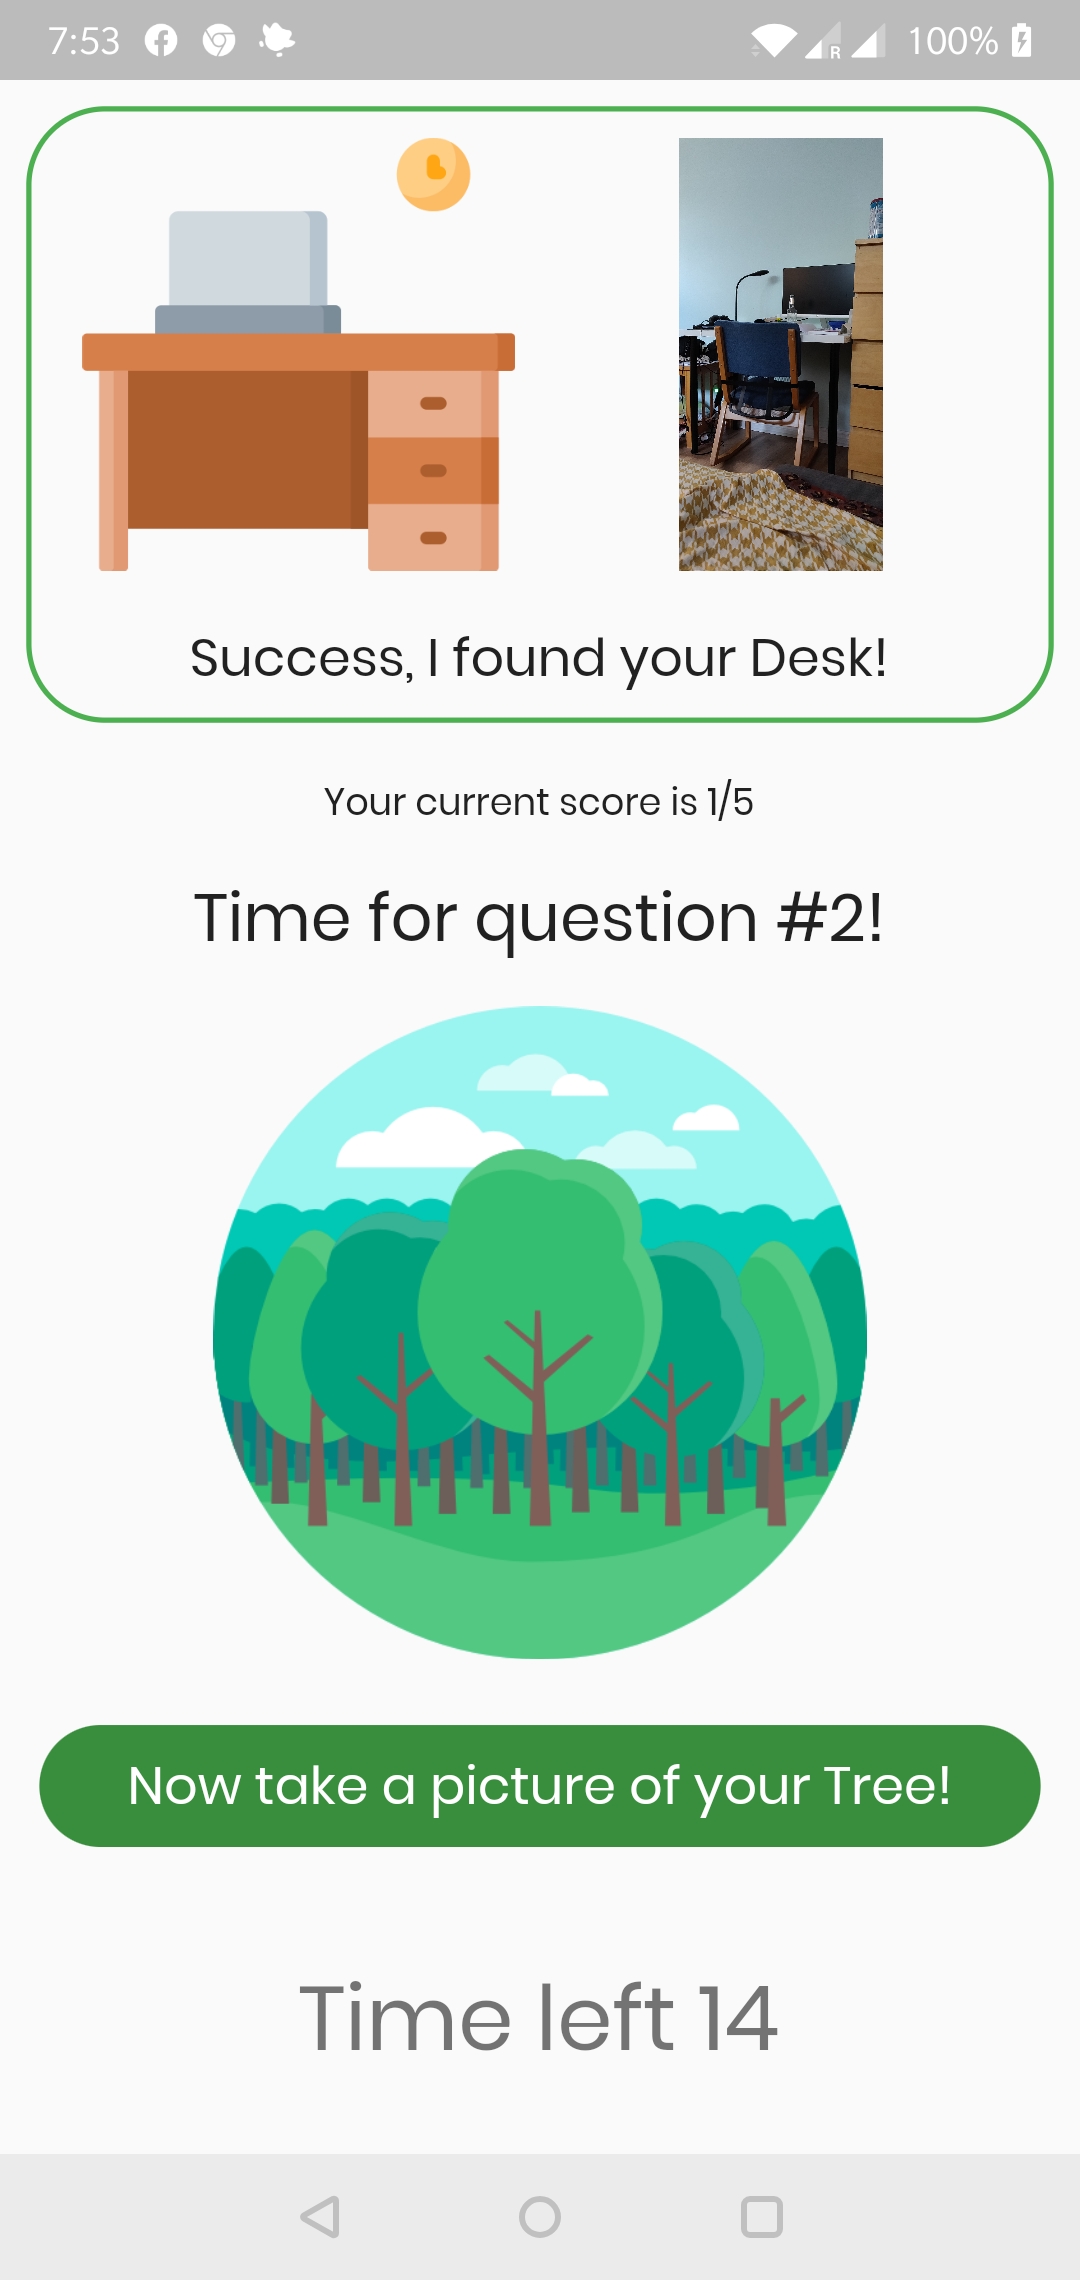 7:53
R
100%
Success, I found your Desk!
Your current score is 1/5
Time for question #2!
Now take a picture of your Tree!
Time left 14